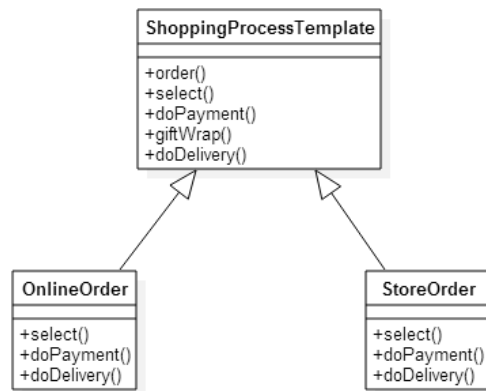 ShoppingProcessTemplate
+order()
+select()
+doPayment()
+giftWrap()
+doDelivery()
OnlineOrder
+select()
+doPayment()
+doDelivery()
StoreOrder
+select()
+doPayment()
+doDelivery()